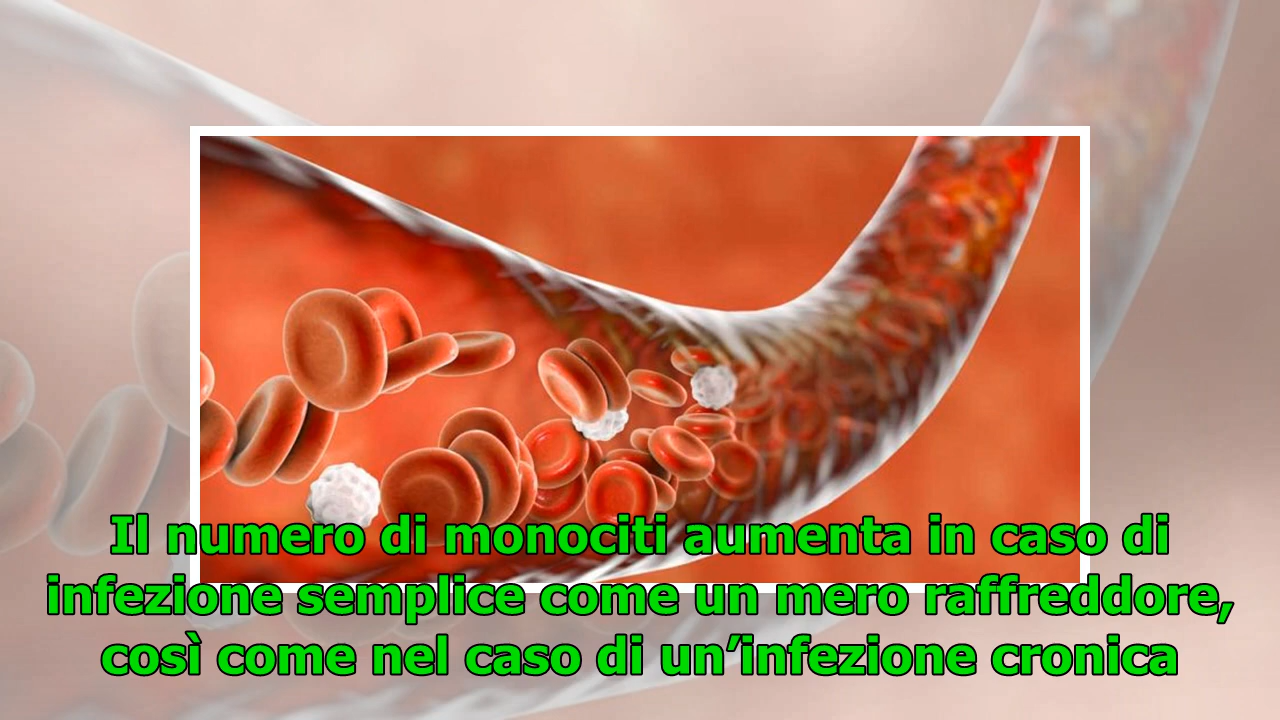 Il numero di monociti aumenta in caso di
infezione semplice come un mero raffreddore,
così come nel caso di un’infezione cronica